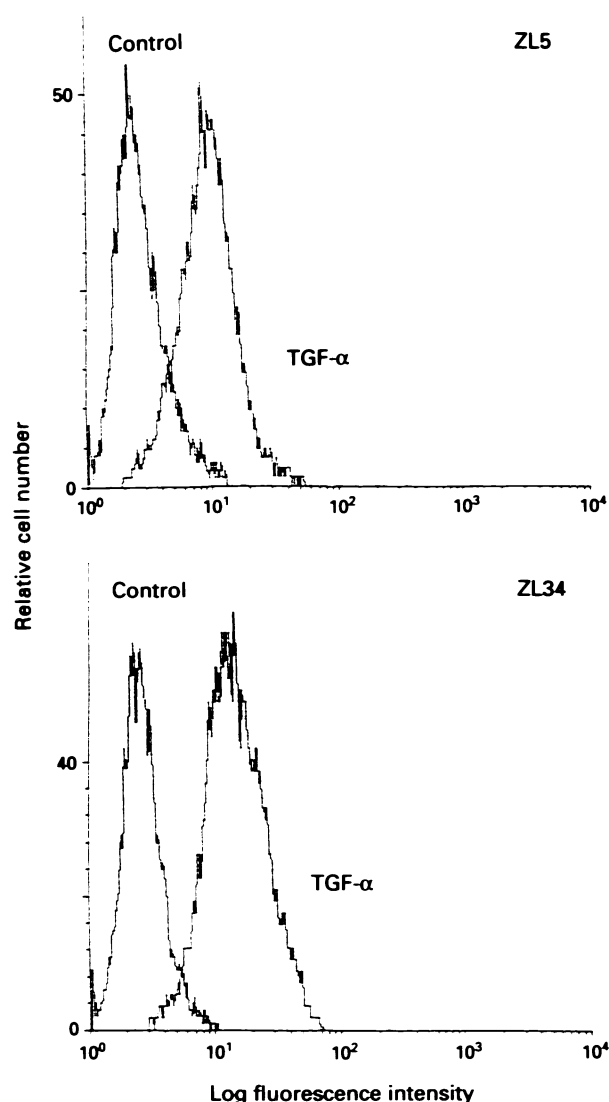 Control
ZL5
50
TGF-α
0
10⁰ 10¹ 10² 10³ 10⁴
Relative cell number
Control
ZL34
40
TGF-α
0
10⁰ 10¹ 10² 10³ 10⁴
Log fluorescence intensity